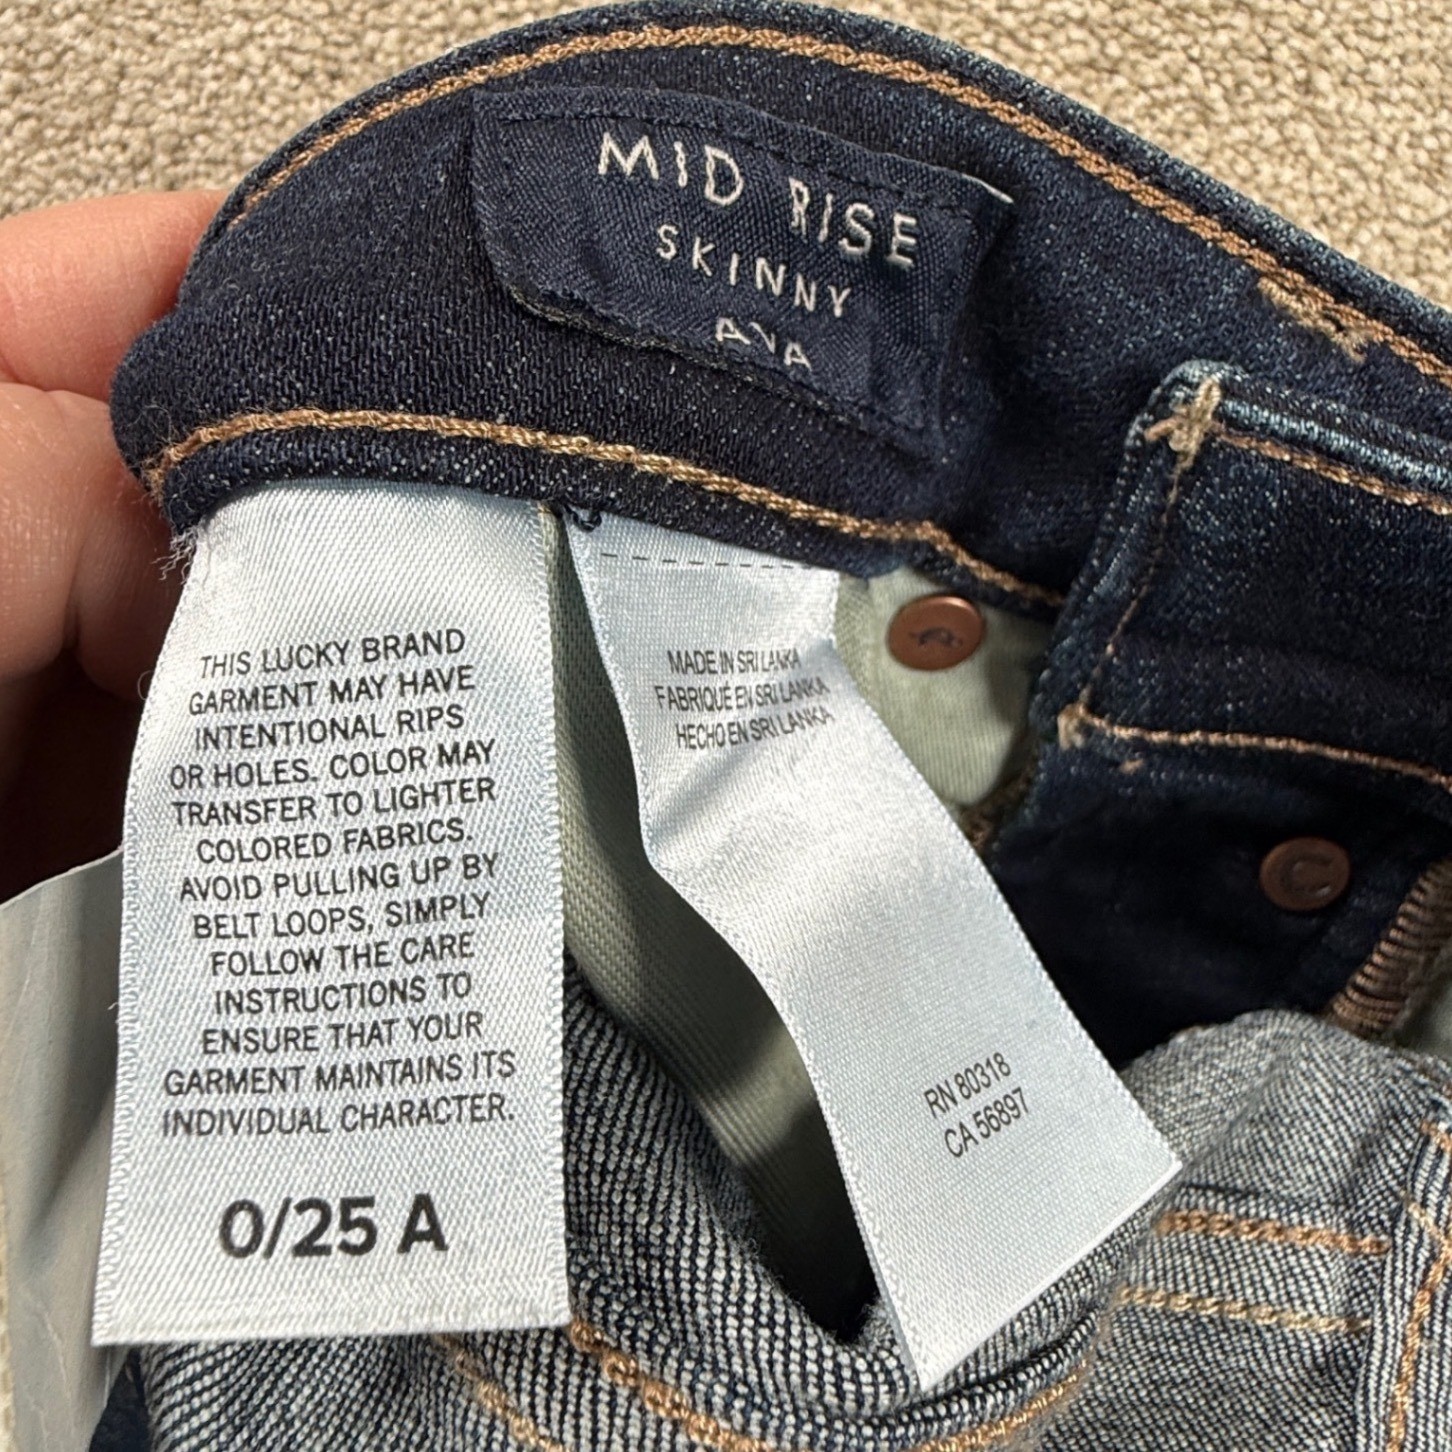 MID RISE
SKINNY
AVA
THIS LUCKY BRAND
GARMENT MAY HAVE
INTENTIONAL RIPS
OR HOLES. COLOR MAY
TRANSFER TO LIGHTER
COLORED FABRICS.
AVOID PULLING UP BY
BELT LOOPS, SIMPLY
FOLLOW THE CARE
INSTRUCTIONS TO
ENSURE THAT YOUR
GARMENT MAINTAINS ITS
INDIVIDUAL CHARACTER.
0/25 A
MADE IN SRI LANKA
FABRIQUÉ EN SRI LANKA
HECHO EN SRI LANKA
RN 80318
CA 56897